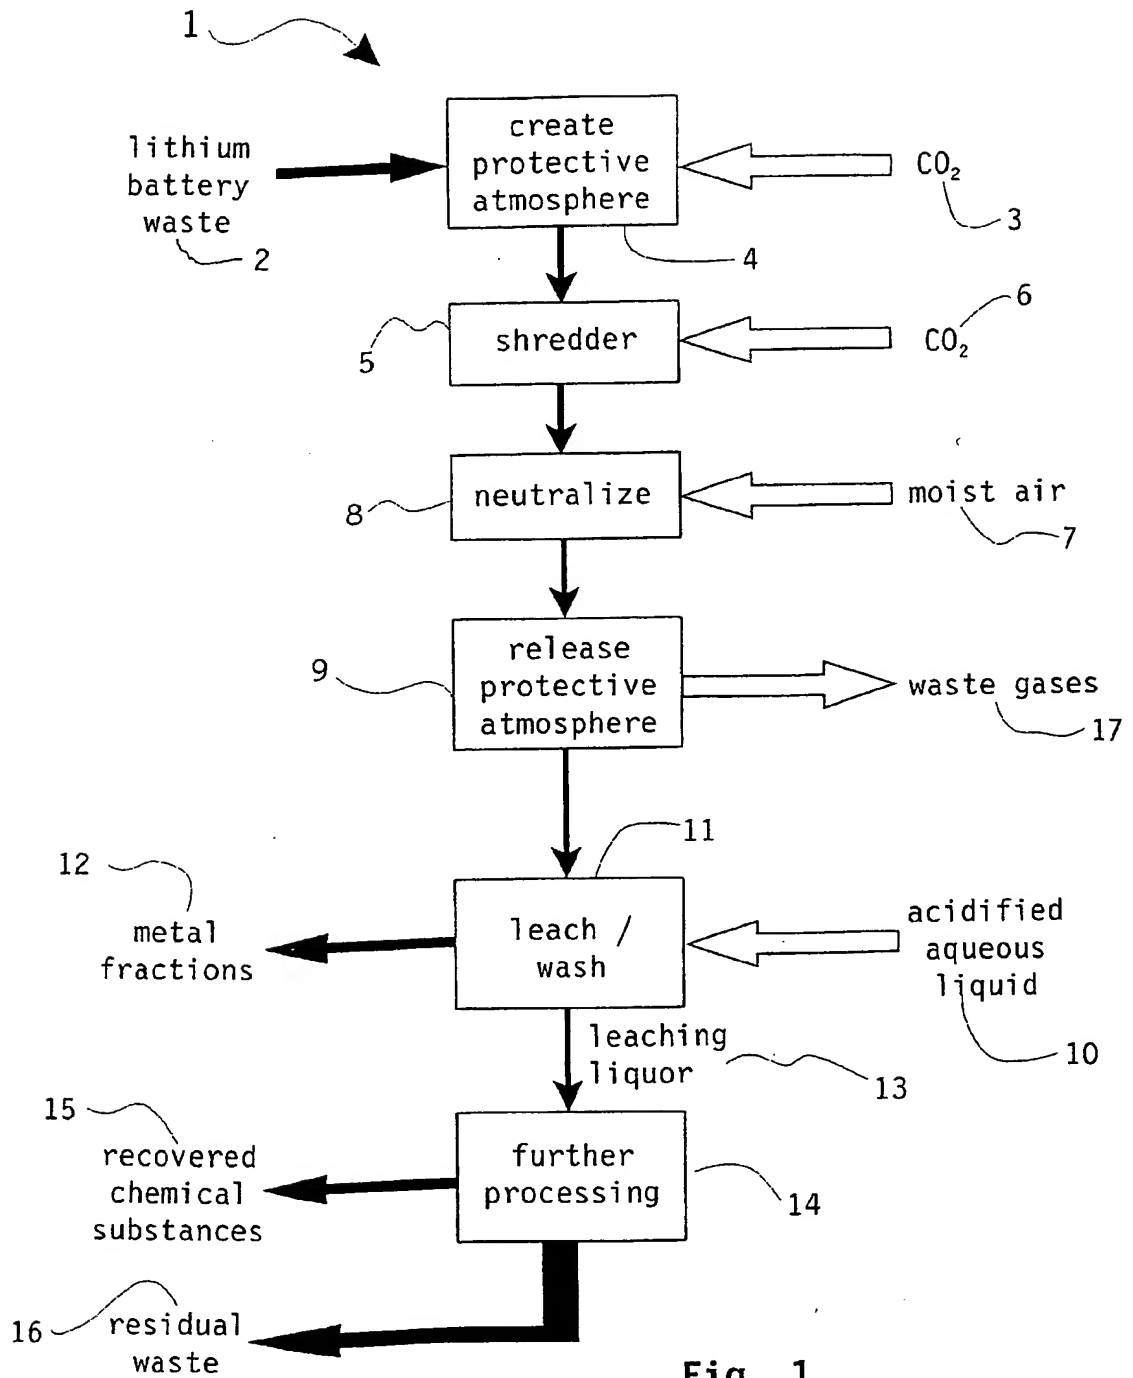 1
create
protective
atmosphere
lithium
battery
waste
2
CO₂
3
4
shredder
5
CO₂
6
neutralize
8
moist air
7
release
protective
atmosphere
9
waste gases
17
11
12
metal
fractions
leach /
wash
acidified
aqueous
liquid
10
leaching
liquor
13
15
recovered
chemical
substances
further
processing
14
16
residual
waste
Fig. 1